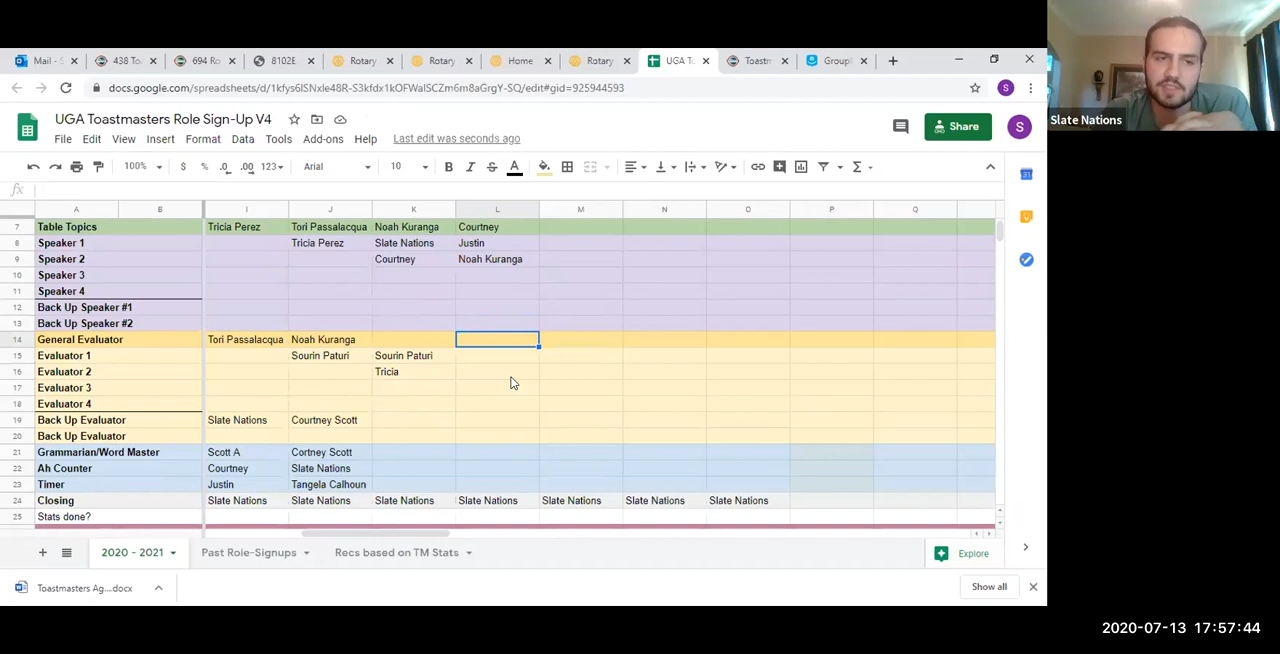 Mail - S 438 To 694 Ro 8102E Rotary Rotary Home Rotary UGA T Toastm Groupl
docs.google.com/spreadsheets/d/1kfys6lSNxle48R-S3kfdx1kOFWaISCZm6m8aGrgY-SQ/edit#gid=925944593 S
UGA Toastmasters Role Sign-Up V4
File Edit View Insert Format Data Tools Add-ons Help Last edit was seconds ago
Share S
100% $ % .0 .00 123 Arial 10 B I S A
fx
A B I J K L M N O P Q
7 Table Topics Tricia Perez Tori Passalacqua Noah Kuranga Courtney
8 Speaker 1 Tricia Perez Slate Nations Justin
9 Speaker 2 Courtney Noah Kuranga
10 Speaker 3
11 Speaker 4
12 Back Up Speaker #1
13 Back Up Speaker #2
14 General Evaluator Tori Passalacqua Noah Kuranga
15 Evaluator 1 Sourin Paturi Sourin Paturi
16 Evaluator 2 Tricia
17 Evaluator 3
18 Evaluator 4
19 Back Up Evaluator Slate Nations Courtney Scott
20 Back Up Evaluator
21 Grammarian/Word Master Scott A Cortney Scott
22 Ah Counter Courtney Slate Nations
23 Timer Justin Tangela Calhoun
24 Closing Slate Nations Slate Nations Slate Nations Slate Nations Slate Nations Slate Nations Slate Nations
25 Stats done?
2020 - 2021 Past Role-Signups Recs based on TM Stats Explore
Toastmasters Ag....docx Show all
Slate Nations
2020-07-13 17:57:44